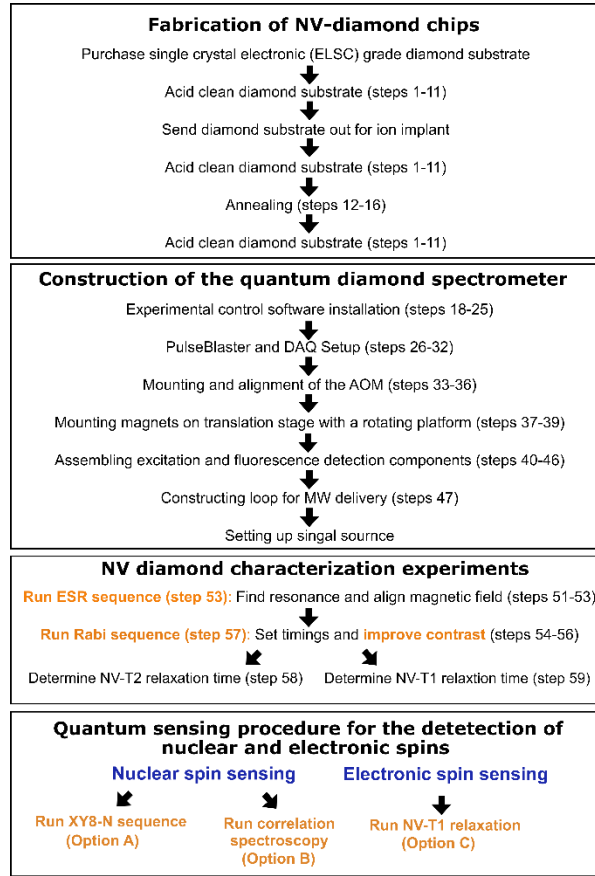 Fabrication of NV-diamond chips
Purchase single crystal electronic (ELSC) grade diamond substrate
Acid clean diamond substrate (steps 1-11)
Send diamond substrate out for ion implant
Acid clean diamond substrate (steps 1-11)
Annealing (steps 12-16)
Acid clean diamond substrate (steps 1-11)
Construction of the quantum diamond spectrometer
Experimental control software installation (steps 18-25)
PulseBlaster and DAQ Setup (steps 26-32)
Mounting and alignment of the AOM (steps 33-36)
Mounting magnets on translation stage with a rotating platform (steps 37-39)
Assembling excitation and fluorescence detection components (steps 40-46)
Constructing loop for MW delivery (steps 47)
Setting up singal sournce
NV diamond characterization experiments
Run ESR sequence (step 53): Find resonance and align magnetic field (steps 51-53)
Run Rabi sequence (step 57): Set timings and improve contrast (steps 54-56)
Determine NV-T2 relaxation time (step 58) Determine NV-T1 relaxtion time (step 59)
Quantum sensing procedure for the detetection of
nuclear and electronic spins
Nuclear spin sensing Electronic spin sensing
Run XY8-N sequence
(Option A)
Run correlation
spectroscopy
(Option B)
Run NV-T1 relaxation
(Option C)